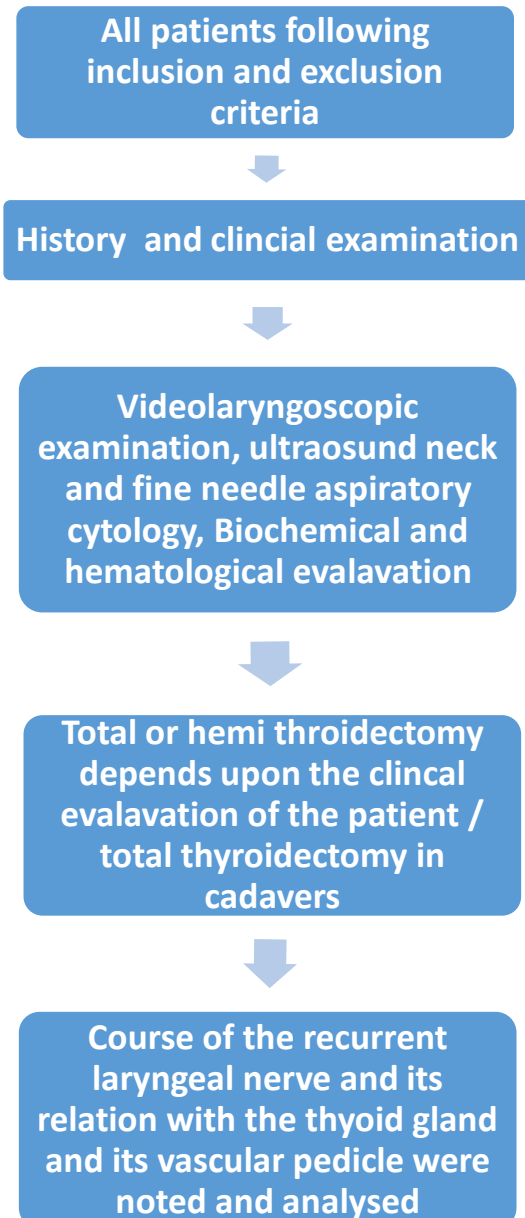 All patients following
inclusion and exclusion
criteria
History and clincial examination
Videolaryngoscopic
examination, ultraosund neck
and fine needle aspiratory
cytology, Biochemical and
hematological evalavation
Total or hemi throidectomy
depends upon the clincal
evalavation of the patient /
total thyroidectomy in
cadavers
Course of the recurrent
laryngeal nerve and its
relation with the thyoid gland
and its vascular pedicle were
noted and analysed